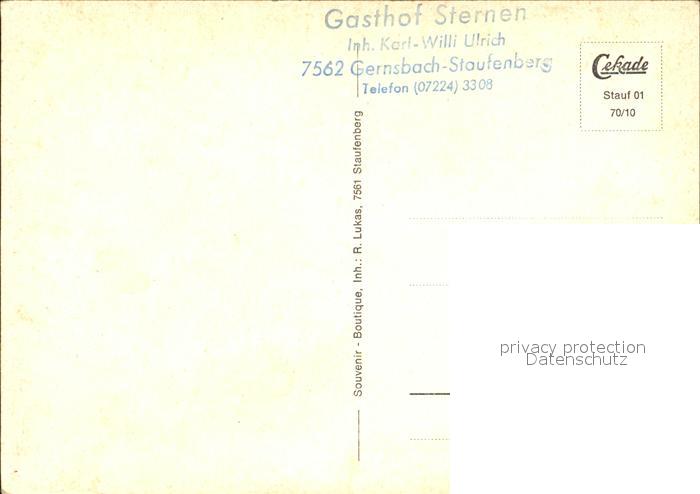 Gasthof Sternen
Inh. Karl-Willi Ulrich
7562 Gernsbach-Staufenberg
Telefon (07224) 3308
Cekade
Stauf 01
70/10
Souvenir - Boutique, Inh.: R. Lukas, 7561 Staufenberg
privacy protection
Datenschutz